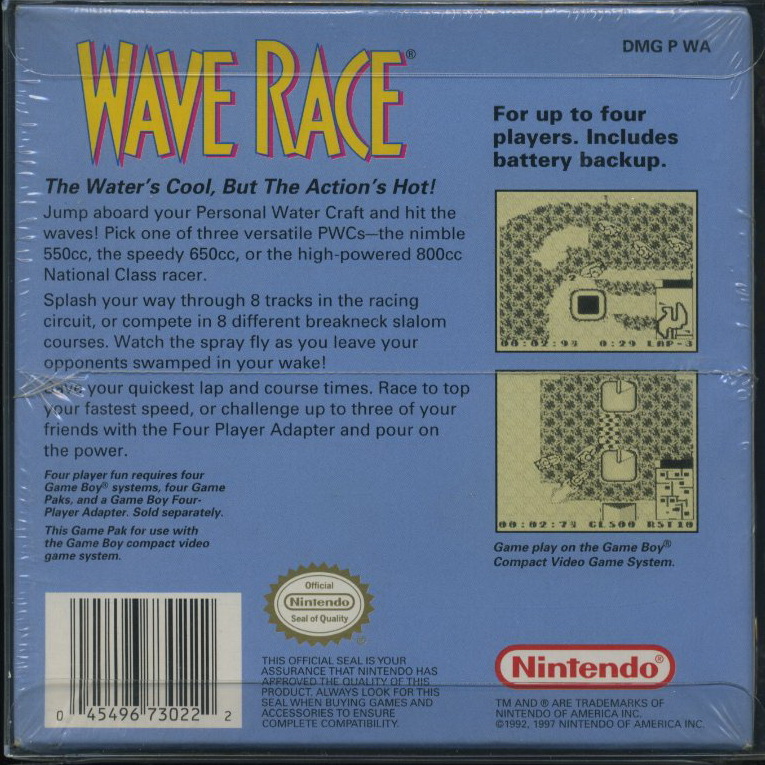 WAVE RACE®
DMG P WA
For up to four
players. Includes
battery backup.
The Water's Cool, But The Action's Hot!
Jump aboard your Personal Water Craft and hit the
waves! Pick one of three versatile PWCs—the nimble
550cc, the speedy 650cc, or the high-powered 800cc
National Class racer.
Splash your way through 8 tracks in the racing
circuit, or compete in 8 different breakneck slalom
courses. Watch the spray fly as you leave your
opponents swamped in your wake!
Save your quickest lap and course times. Race to top
your fastest speed, or challenge up to three of your
friends with the Four Player Adapter and pour on
the power.
Four player fun requires four
Game Boy® systems, four Game
Paks, and a Game Boy Four-
Player Adapter. Sold separately.
This Game Pak for use with
the Game Boy compact video
game system.
1
2
00:02:94 0:29 LAP-3
00:02:74 CL500 RST10
Game play on the Game Boy®
Compact Video Game System.
Official
Nintendo
Seal of Quality
THIS OFFICIAL SEAL IS YOUR
ASSURANCE THAT NINTENDO HAS
APPROVED THE QUALITY OF THIS
PRODUCT. ALWAYS LOOK FOR THIS
SEAL WHEN BUYING GAMES AND
ACCESSORIES TO ENSURE
COMPLETE COMPATIBILITY.
0 45496 73022 2
Nintendo®
TM AND ® ARE TRADEMARKS OF
NINTENDO OF AMERICA INC.
©1992, 1997 NINTENDO OF AMERICA INC.